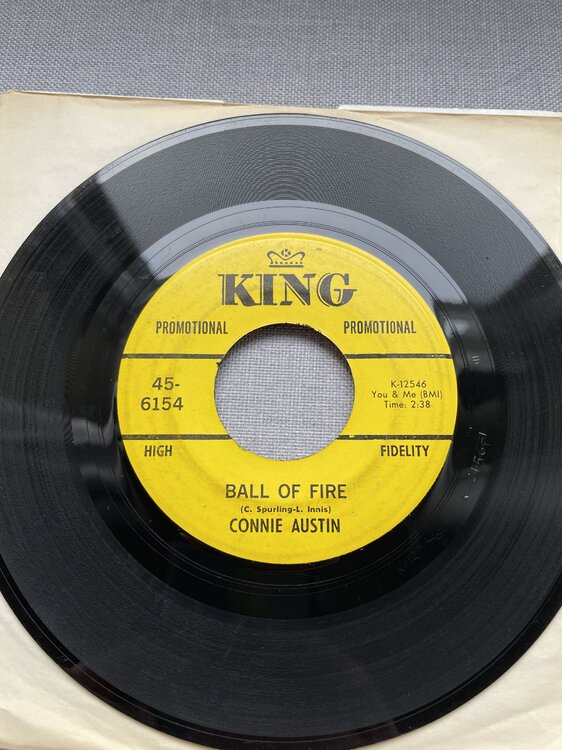 KING
PROMOTIONAL PROMOTIONAL
45-
6154
K-12546
You & Me (BMI)
Time: 2:38
HIGH FIDELITY
BALL OF FIRE
(C. Spurling-L. Innis)
CONNIE AUSTIN